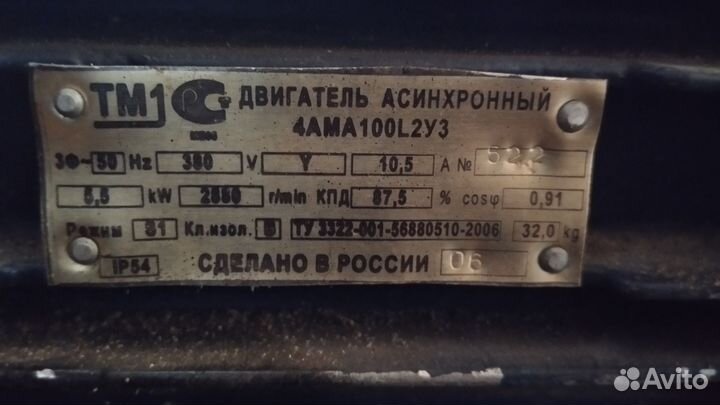 ТМ1 РСТ ДВИГАТЕЛЬ АСИНХРОННЫЙ
4АМА100L2У3
3Ф~50 Hz 380 V Y 10,5 A № 522
5,5 kW 2850 r/min КПД 87,5 % cosφ 0,91
Режим S1 Кл.изол. В ТУ 3322-001-56880510-2006 32,0 kg
IP54 СДЕЛАНО В РОССИИ 06
Avito